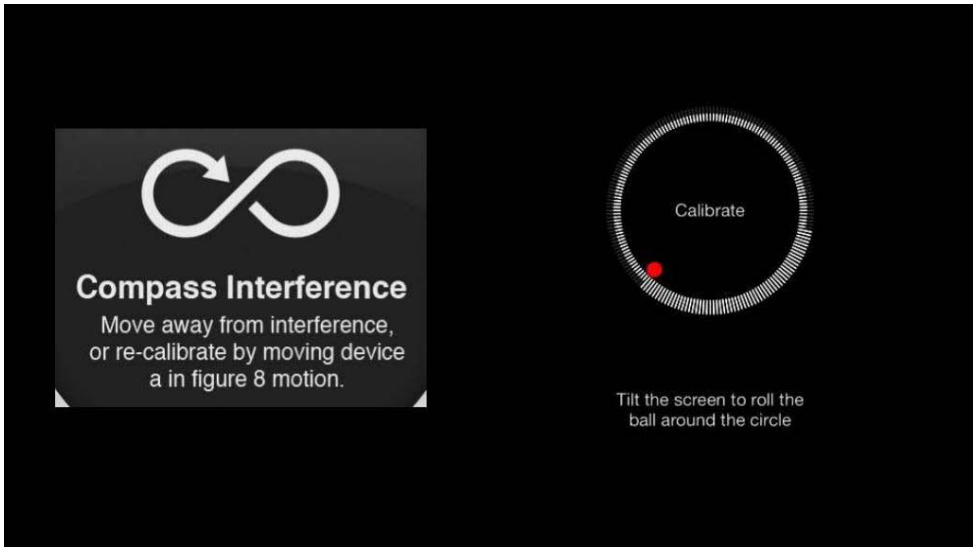 Compass Interference
Move away from interference,
or re-calibrate by moving device
a in figure 8 motion.
Calibrate
Tilt the screen to roll the
ball around the circle